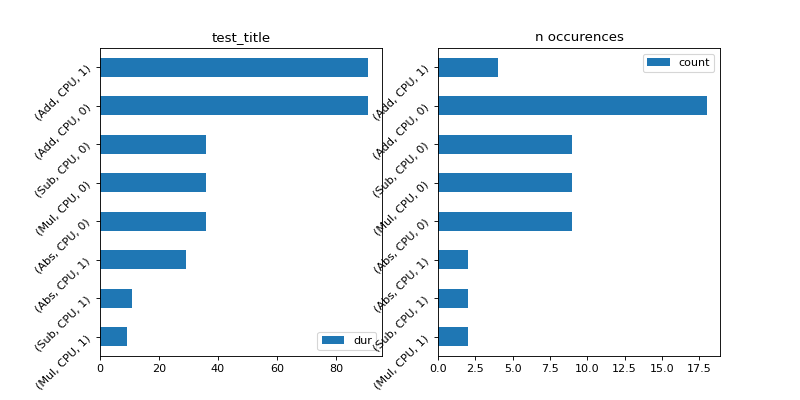 test_title
(Add, CPU, 1)
(Add, CPU, 0)
(Sub, CPU, 0)
(Mul, CPU, 0)
(Abs, CPU, 0)
(Abs, CPU, 1)
(Sub, CPU, 1)
(Mul, CPU, 1)
dur
0 20 40 60 80
n occurences
(Add, CPU, 1)
(Add, CPU, 0)
(Sub, CPU, 0)
(Mul, CPU, 0)
(Abs, CPU, 0)
(Abs, CPU, 1)
(Sub, CPU, 1)
(Mul, CPU, 1)
count
0.0 2.5 5.0 7.5 10.0 12.5 15.0 17.5